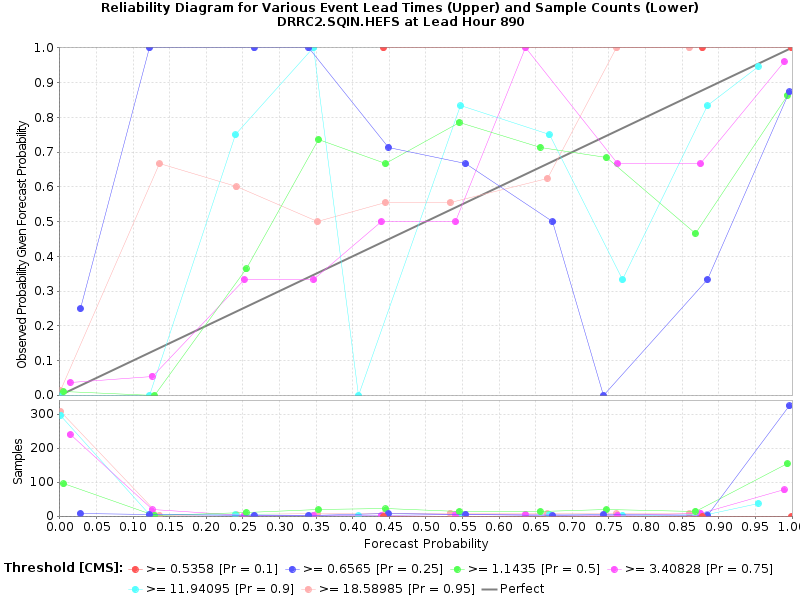 Reliability Diagram for Various Event Lead Times (Upper) and Sample Counts (Lower)
DRRC2.SQIN.HEFS at Lead Hour 890
Observed Probability Given Forecast Probability
1.0
0.9
0.8
0.7
0.6
0.5
0.4
0.3
0.2
0.1
0.0
Samples
300
200
100
0
0.00 0.05 0.10 0.15 0.20 0.25 0.30 0.35 0.40 0.45 0.50 0.55 0.60 0.65 0.70 0.75 0.80 0.85 0.90 0.95 1.00
Forecast Probability
Threshold [CMS]: >= 0.5358 [Pr = 0.1] >= 0.6565 [Pr = 0.25] >= 1.1435 [Pr = 0.5] >= 3.40828 [Pr = 0.75]
>= 11.94095 [Pr = 0.9] >= 18.58985 [Pr = 0.95] Perfect